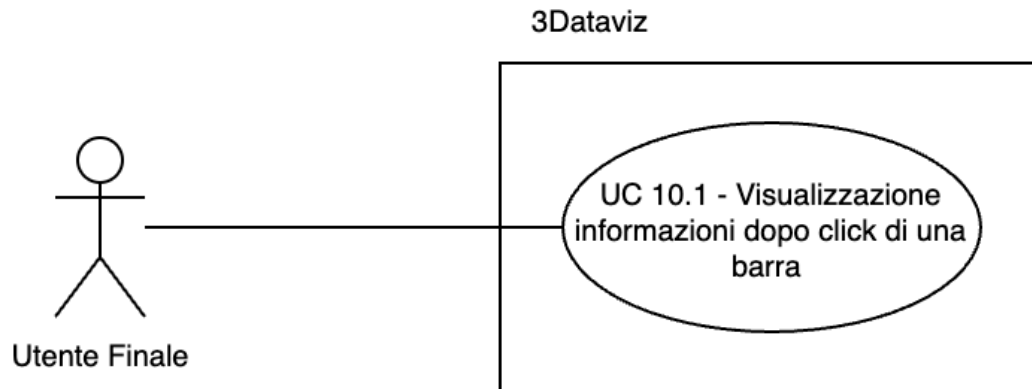 3Dataviz
UC 10.1 - Visualizzazione
informazioni dopo click di una
barra
Utente Finale